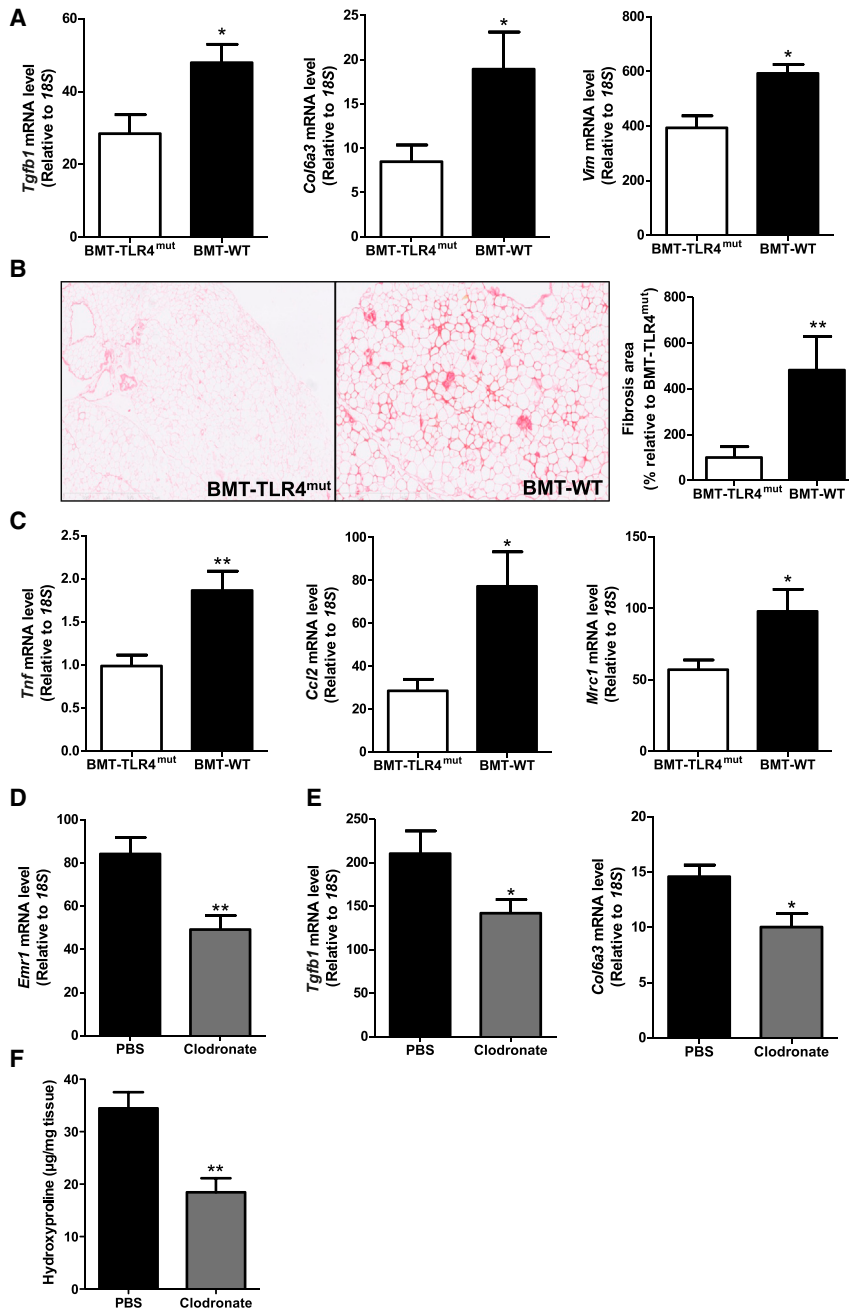 A
Tgfb1 mRNA level
(Relative to 18S)
60
40
20
0
BMT-TLR4mut
BMT-WT
*
Col6a3 mRNA level
(Relative to 18S)
25
20
15
10
5
0
BMT-TLR4mut
BMT-WT
*
Vim mRNA level
(Relative to 18S)
800
600
400
200
0
BMT-TLR4mut
BMT-WT
*
B
BMT-TLR4mut
BMT-WT
Fibrosis area
(% relative to BMT-TLR4mut)
800
600
400
200
0
BMT-TLR4mut
BMT-WT
**
C
Tnf mRNA level
(Relative to 18S)
2.5
2.0
1.5
1.0
0.5
0.0
BMT-TLR4mut
BMT-WT
**
Ccl2 mRNA level
(Relative to 18S)
100
80
60
40
20
0
BMT-TLR4mut
BMT-WT
*
Mrc1 mRNA level
(Relative to 18S)
150
100
50
0
BMT-TLR4mut
BMT-WT
*
D
Emr1 mRNA level
(Relative to 18S)
100
80
60
40
20
0
PBS
Clodronate
**
E
Tgfb1 mRNA level
(Relative to 18S)
250
200
150
100
50
0
PBS
Clodronate
*
Col6a3 mRNA level
(Relative to 18S)
20
15
10
5
0
PBS
Clodronate
*
F
Hydroxyproline (µg/mg tissue)
40
30
20
10
0
PBS
Clodronate
**